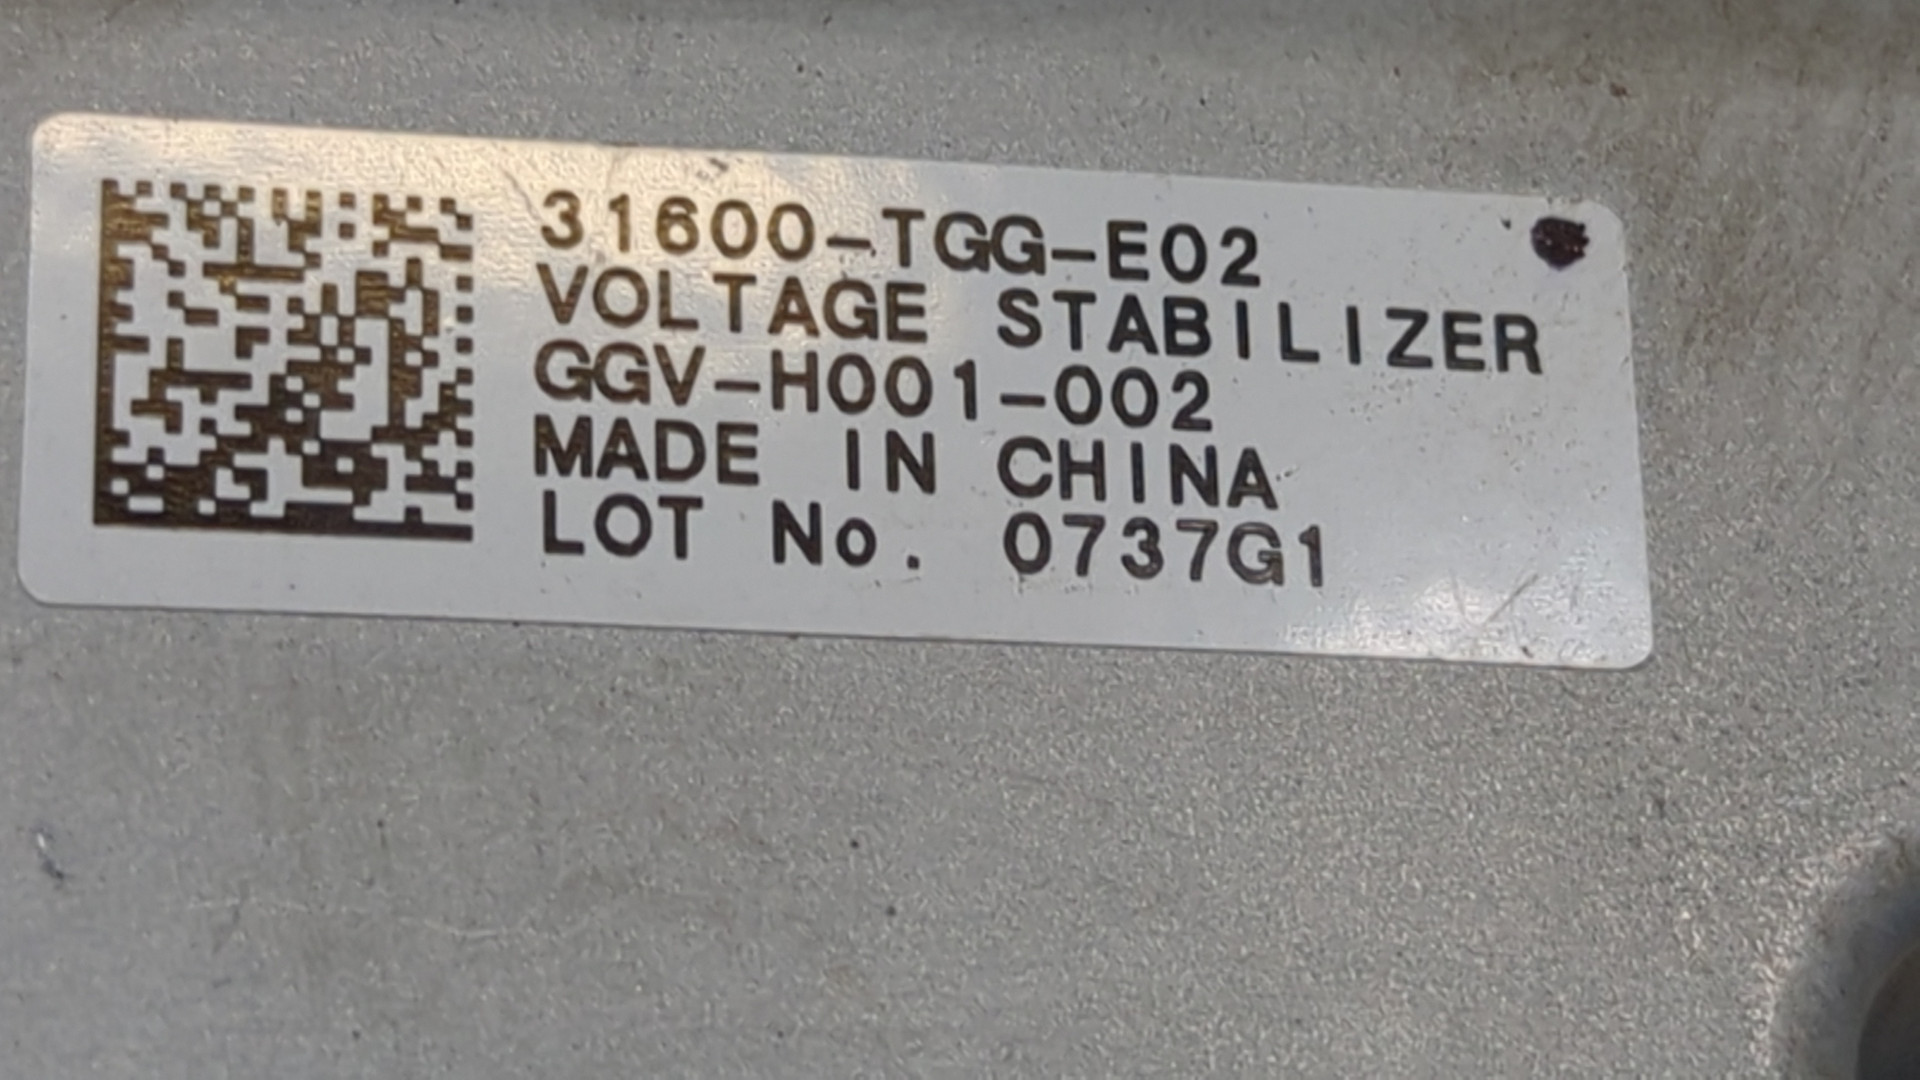 31600-TGG-E02
VOLTAGE STABILIZER
GGV-H001-002
MADE IN CHINA
LOT No. 0737G1